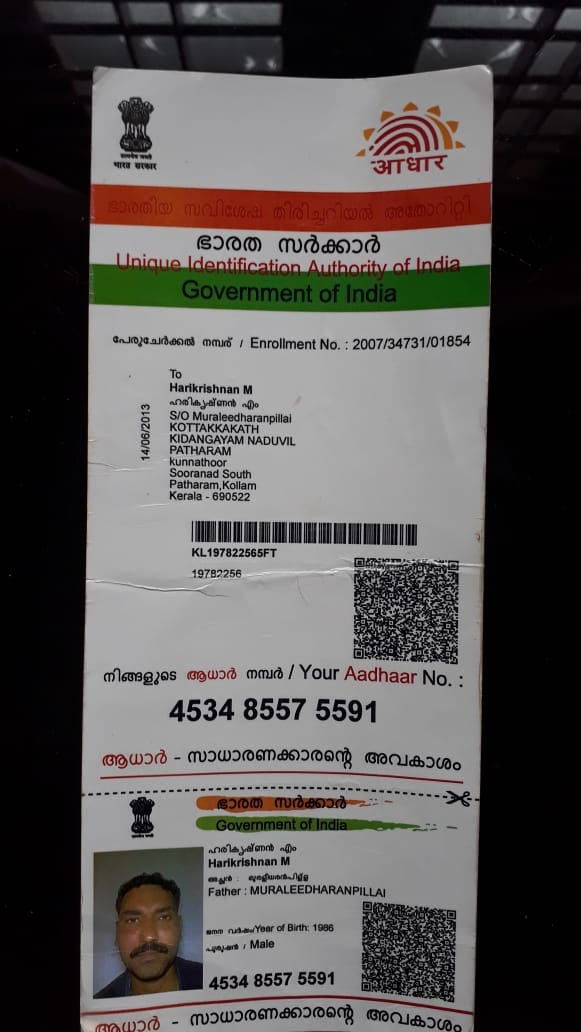 भारत सरकार
आधार
ഭാരതീയ സവിശേഷ തിരിച്ചറിയൽ അതോറിറ്റി
ഭാരത സർക്കാർ
Unique Identification Authority of India
Government of India
പേരുചേർക്കൽ നമ്പര് / Enrollment No. : 2007/34731/01854
14/06/2013
To
Harikrishnan M
ഹരികൃഷ്ണൻ എം
S/O Muraleedharanpillai
KOTTAKKAKATH
KIDANGAYAM NADUVIL
PATHARAM
kunnathoor
Sooranad South
Patharam,Kollam
Kerala - 690522
KL197822565FT
19782256
നിങ്ങളുടെ ആധാർ നമ്പർ / Your Aadhaar No. :
4534 8557 5591
ആധാർ - സാധാരണക്കാരന്റെ അവകാശം
ഭാരത സർക്കാർ
Government of India
ഹരികൃഷ്ണൻ എം
Harikrishnan M
അച്ഛൻ : മുരളീധരൻപിള്ള
Father : MURALEEDHARANPILLAI
ജനന വർഷം/Year of Birth: 1986
പുരുഷൻ / Male
4534 8557 5591
ആധാർ - സാധാരണക്കാരന്റെ അവകാശം